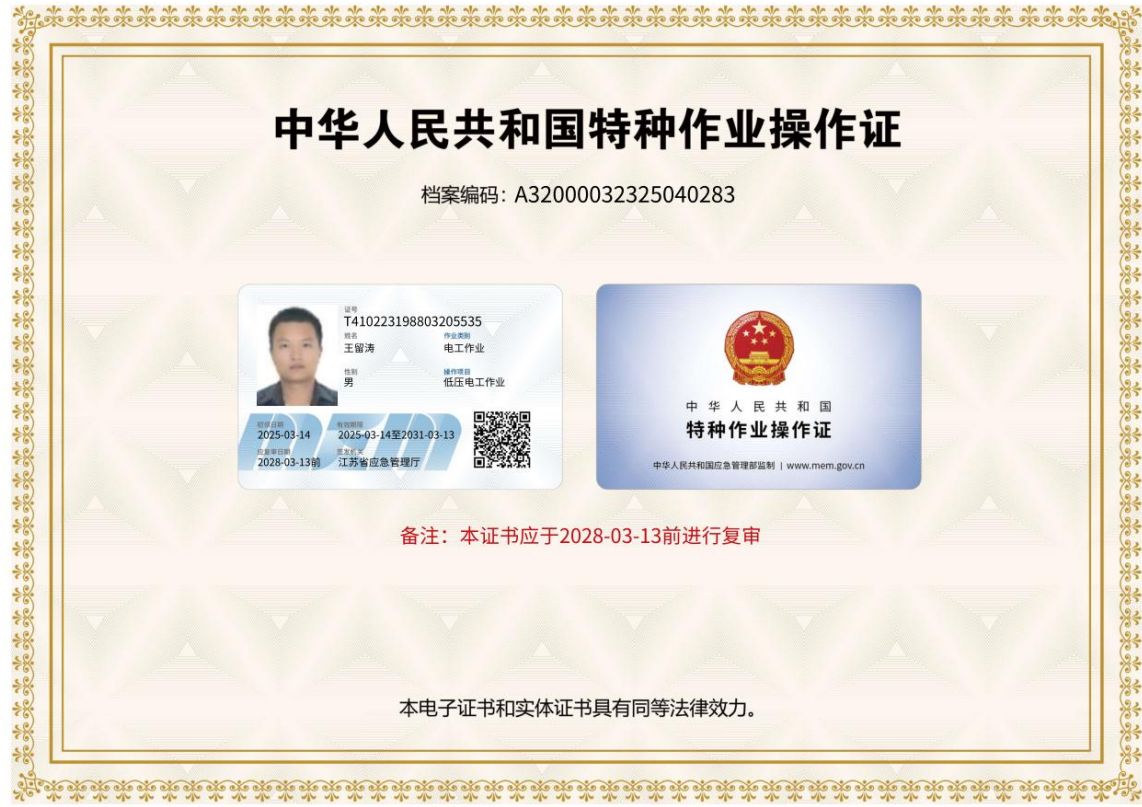 中华人民共和国特种作业操作证
档案编码：A32000032325040283
证号
T410223198803205535
姓名 作业类别
王留涛 电工作业
性别 操作项目
男 低压电工作业
初领日期 有效期限
2025-03-14 2025-03-14至2031-03-13
应复审日期 签发机关
2028-03-13前 江苏省应急管理厅
中华人民共和国
特种作业操作证
中华人民共和国应急管理部监制 | www.mem.gov.cn
备注：本证书应于2028-03-13前进行复审
本电子证书和实体证书具有同等法律效力。